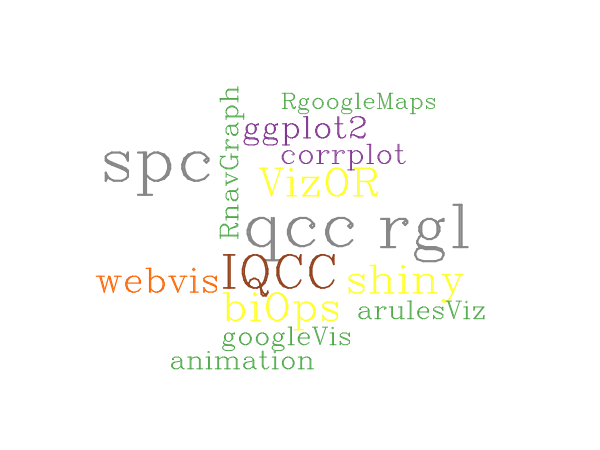 RgoogleMaps
ggplot2
corrplot
RnavGraph
spc
VizOR
qcc
rgl
IQCC
webvis
shiny
biOps
arulesViz
googleVis
animation